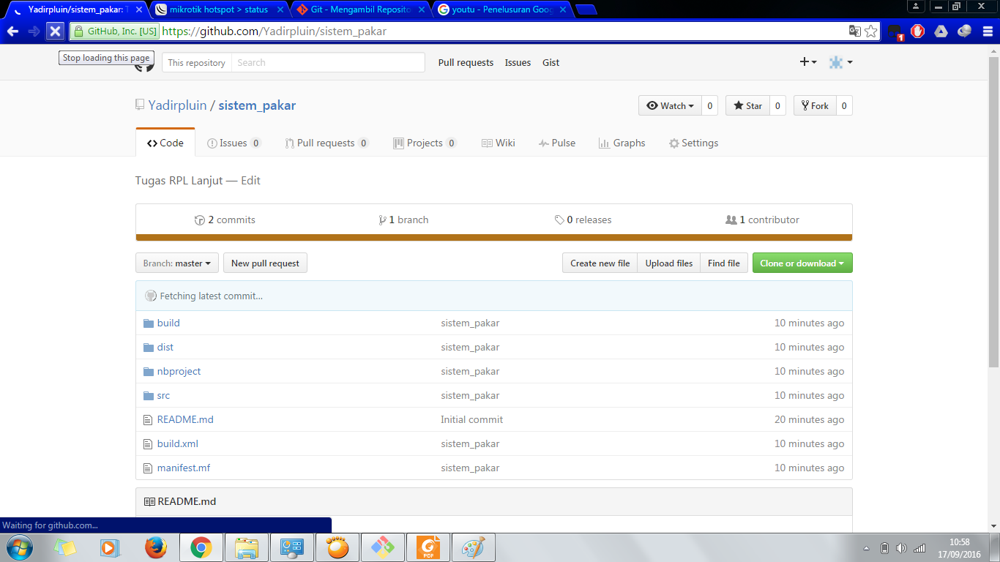 Yadirpluin/sistem_pakar: T
mikrotik hotspot > status
Git - Mengambil Reposito
youtu - Penelusuran Goog
GitHub, Inc. [US] https://github.com/Yadirpluin/sistem_pakar
1
Stop loading this page
This repository Search Pull requests Issues Gist
Yadirpluin / sistem_pakar
Watch 0 Star 0 Fork 0
Code Issues 0 Pull requests 0 Projects 0 Wiki Pulse Graphs Settings
Tugas RPL Lanjut — Edit
2 commits 1 branch 0 releases 1 contributor
Branch: master New pull request Create new file Upload files Find file Clone or download
Fetching latest commit...
build sistem_pakar 10 minutes ago
dist sistem_pakar 10 minutes ago
nbproject sistem_pakar 10 minutes ago
src sistem_pakar 10 minutes ago
README.md Initial commit 20 minutes ago
build.xml sistem_pakar 10 minutes ago
manifest.mf sistem_pakar 10 minutes ago
README.md
Waiting for github.com...
PDF
10:58
17/09/2016